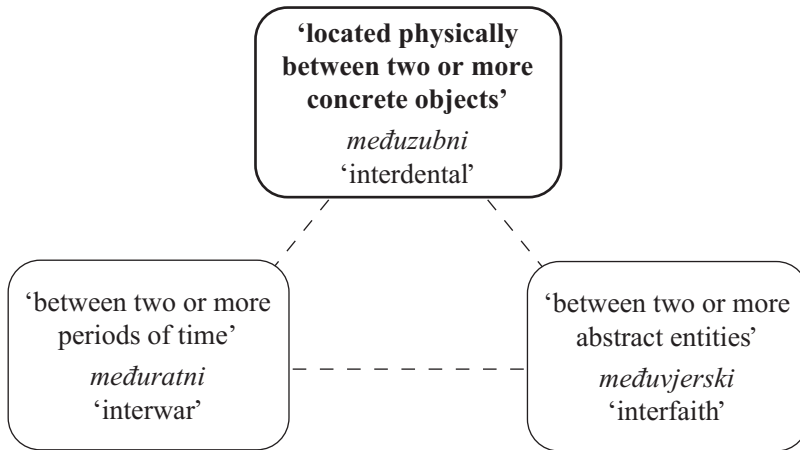 ‘located physically
between two or more
concrete objects’
međuzubni
‘interdental’
‘between two or more
periods of time’
međuratni
‘interwar’
‘between two or more
abstract entities’
međuvjerski
‘interfaith’